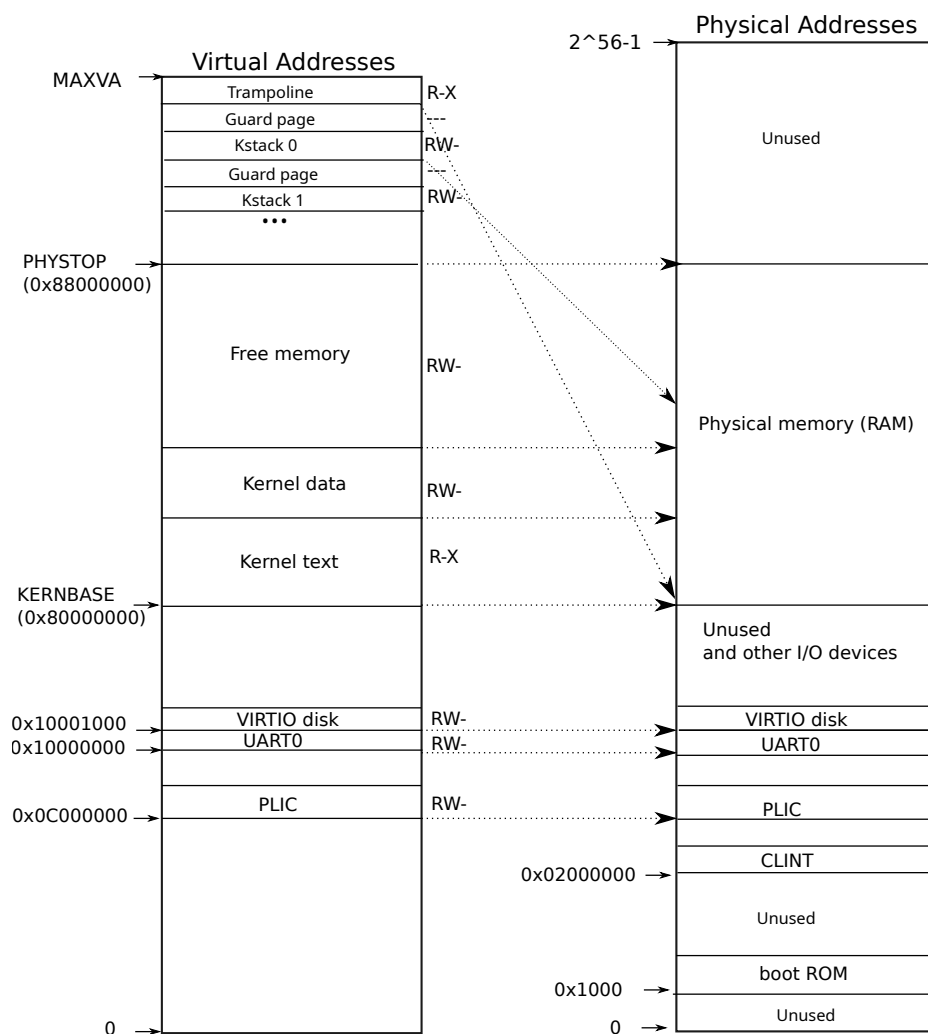 Physical Addresses
2^56-1
Virtual Addresses
MAXVA
Trampoline
R-X
Guard page
---
Unused
Kstack 0
RW-
Guard page
---
Kstack 1
RW-
...
PHYSTOP
(0x88000000)
Free memory
RW-
Physical memory (RAM)
Kernel data
RW-
Kernel text
R-X
KERNBASE
(0x80000000)
Unused
and other I/O devices
0x10001000
VIRTIO disk
RW-
VIRTIO disk
0x10000000
UART0
RW-
UART0
0x0C000000
PLIC
RW-
PLIC
CLINT
0x02000000
Unused
boot ROM
0x1000
Unused
0
0